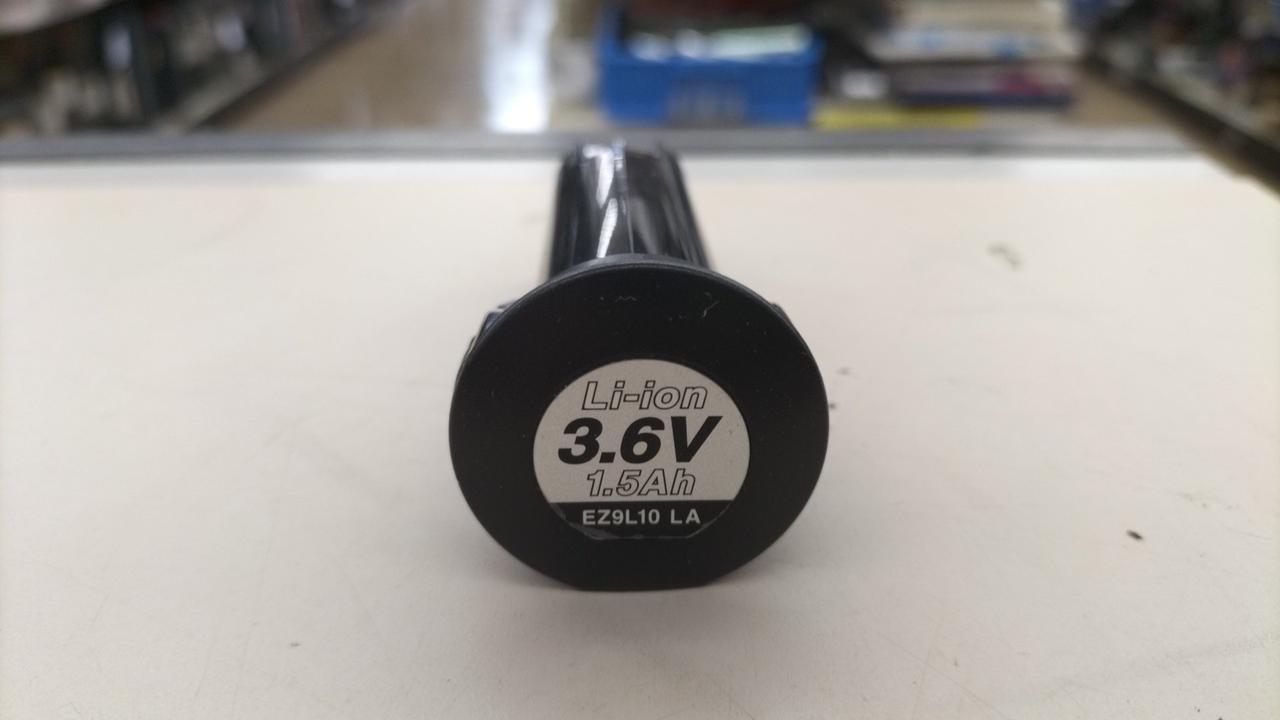 Li-ion
3.6V
1.5Ah
EZ9L10 LA